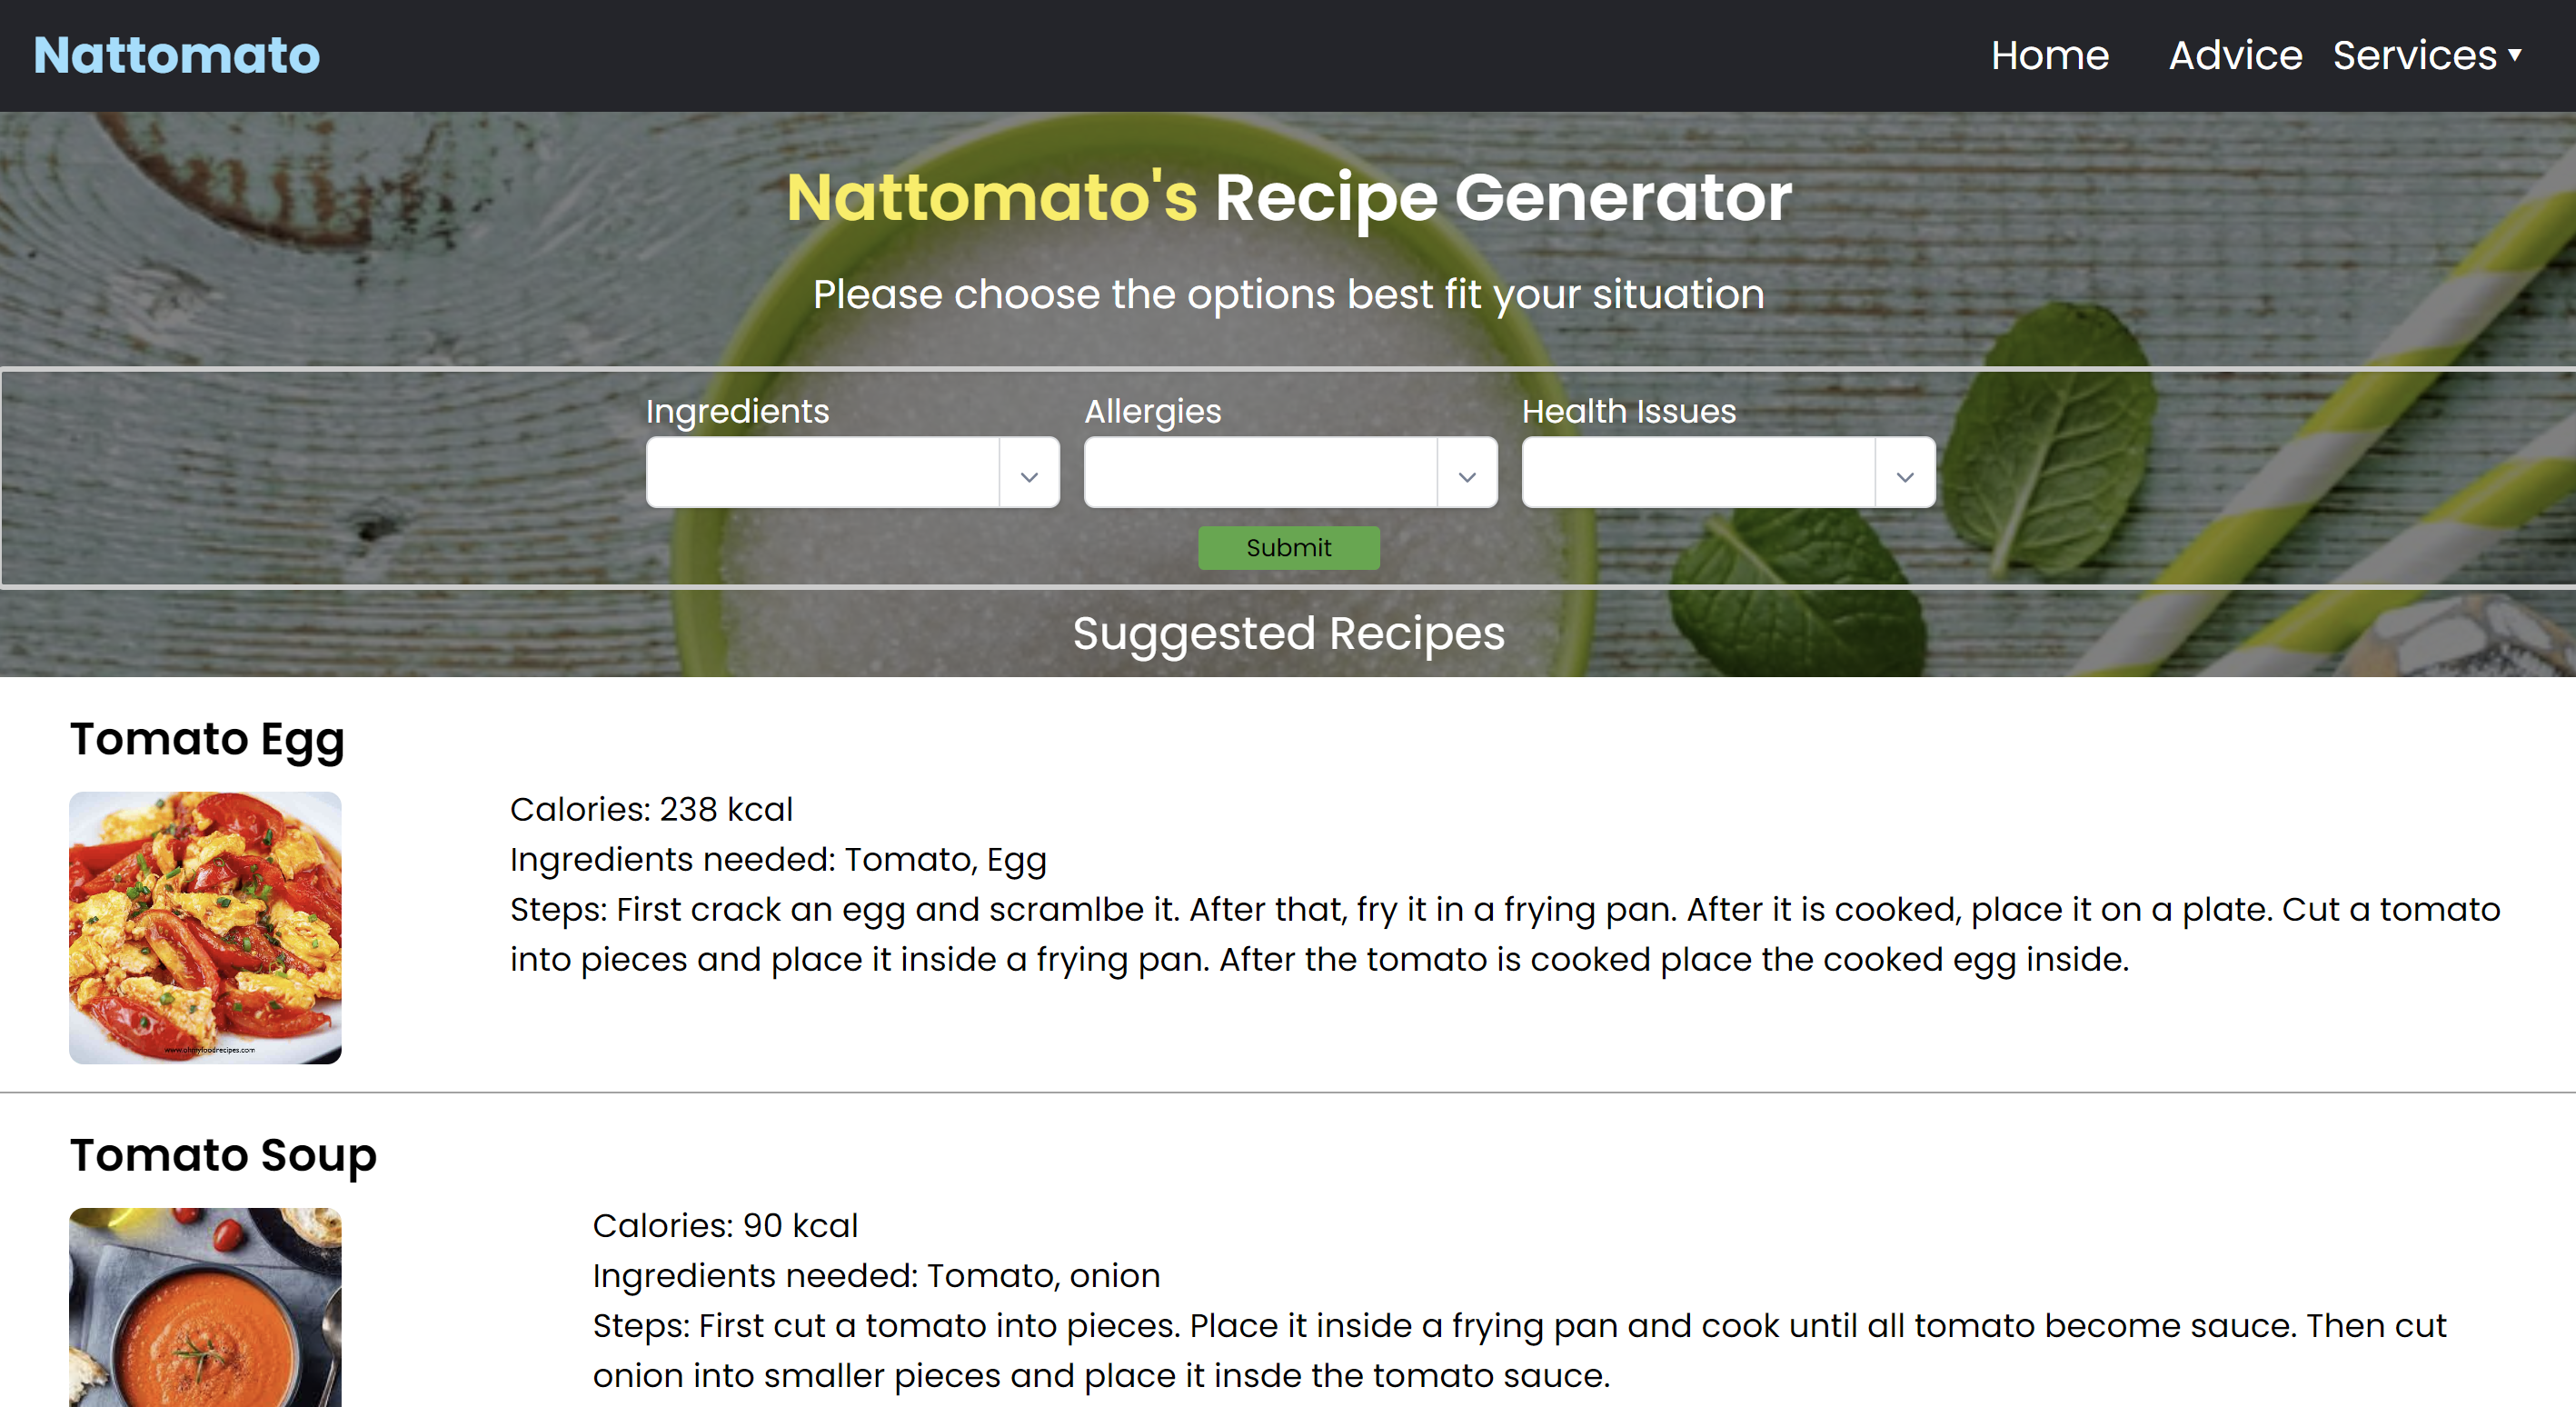 Nattomato
Home Advice Services ▾
Nattomato's Recipe Generator
Please choose the options best fit your situation
Ingredients Allergies Health Issues
Submit
Suggested Recipes
Tomato Egg
Calories: 238 kcal
Ingredients needed: Tomato, Egg
Steps: First crack an egg and scramlbe it. After that, fry it in a frying pan. After it is cooked, place it on a plate. Cut a tomato
into pieces and place it inside a frying pan. After the tomato is cooked place the cooked egg inside.
www.ohmyfoodrecipes.com
Tomato Soup
Calories: 90 kcal
Ingredients needed: Tomato, onion
Steps: First cut a tomato into pieces. Place it inside a frying pan and cook until all tomato become sauce. Then cut
onion into smaller pieces and place it insde the tomato sauce.